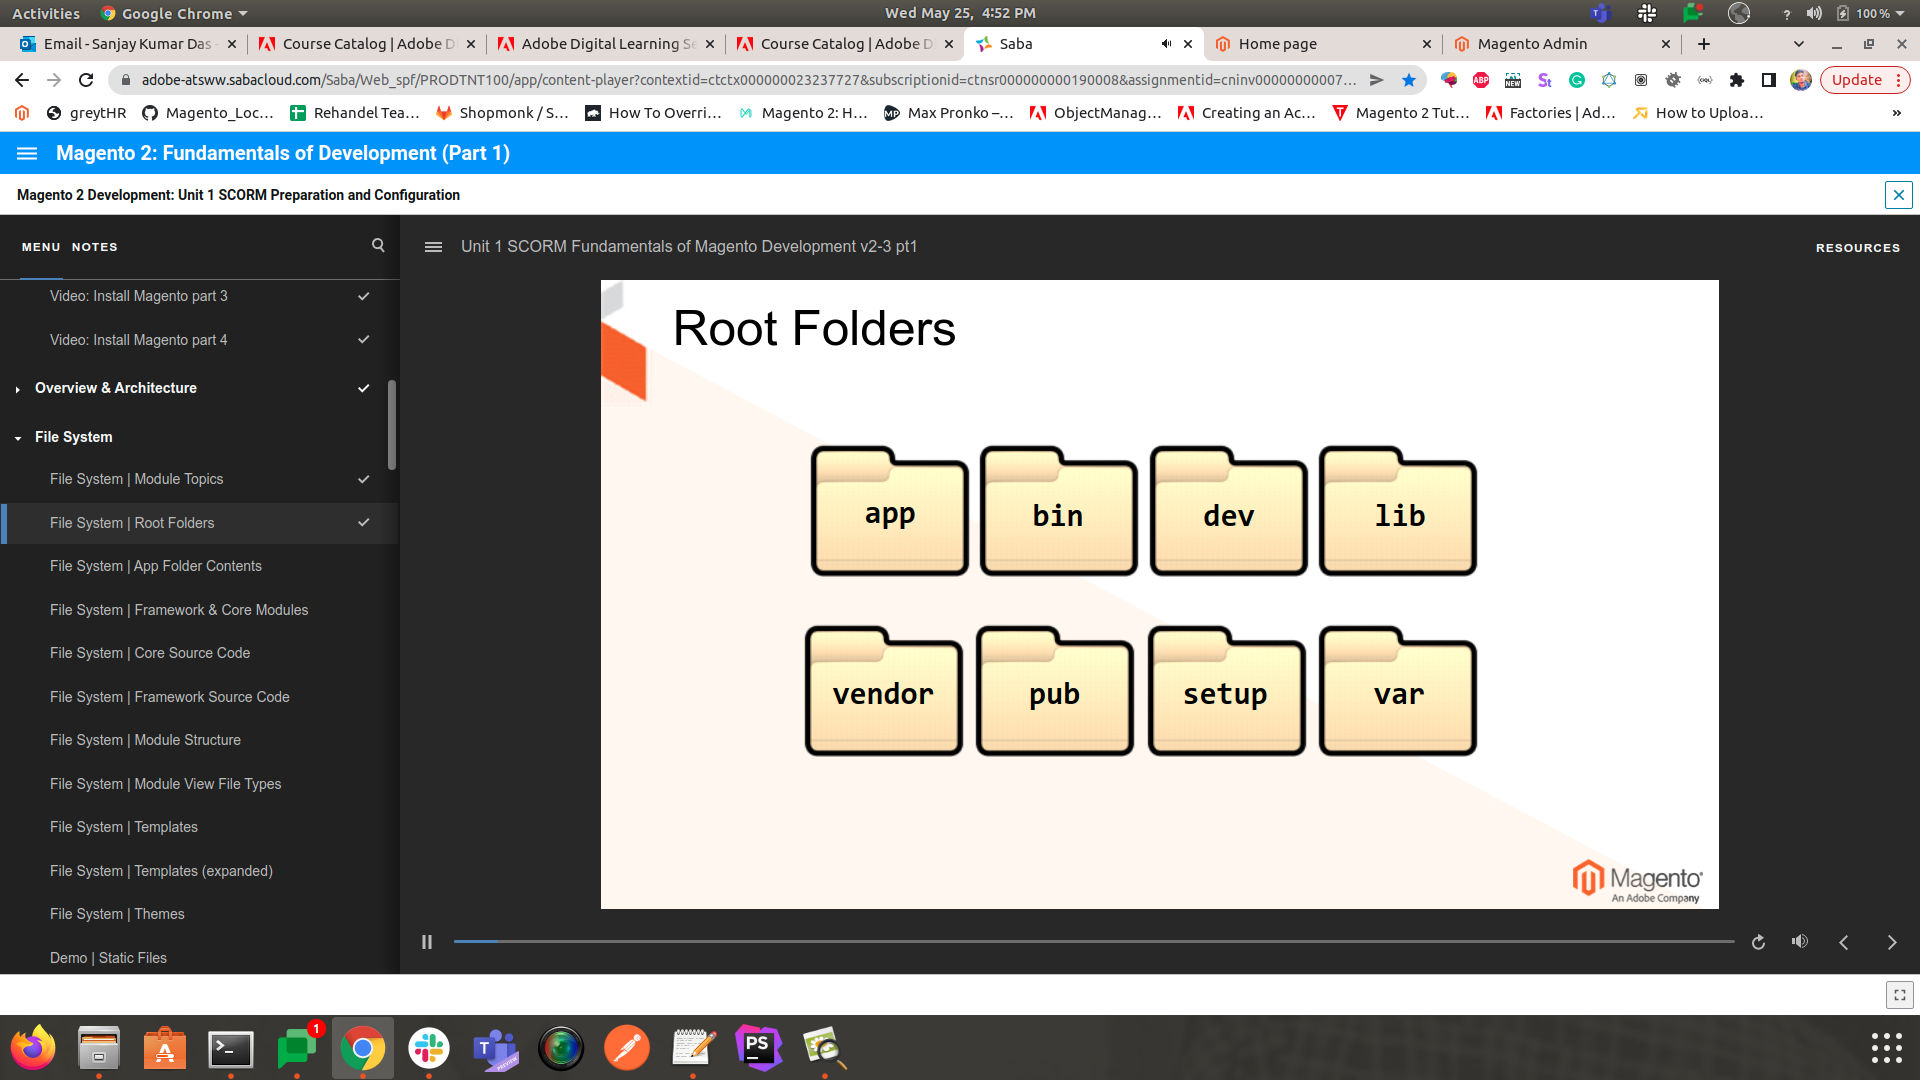 Activities
Google Chrome
Wed May 25, 4:52 PM
100 %
Email - Sanjay Kumar Das
Course Catalog | Adobe D
Adobe Digital Learning Se
Course Catalog | Adobe D
Saba
Home page
Magento Admin
adobe-atsww.sabacloud.com/Saba/Web_spf/PRODTNT100/app/content-player?contextid=ctctx000000023237727&subscriptionid=ctnsr000000000190008&assignmentid=cninv00000000007...
ABP
NEW
Update
greytHR
Magento_Loc...
Rehandel Tea...
Shopmonk / S...
How To Overri...
Magento 2: H...
Max Pronko –...
ObjectManag...
Creating an Ac...
Magento 2 Tut...
Factories | Ad...
How to Uploa...
Magento 2: Fundamentals of Development (Part 1)
Magento 2 Development: Unit 1 SCORM Preparation and Configuration
MENU NOTES
Unit 1 SCORM Fundamentals of Magento Development v2-3 pt1
RESOURCES
Video: Install Magento part 3
Video: Install Magento part 4
Overview & Architecture
File System
File System | Module Topics
File System | Root Folders
File System | App Folder Contents
File System | Framework & Core Modules
File System | Core Source Code
File System | Framework Source Code
File System | Module Structure
File System | Module View File Types
File System | Templates
File System | Templates (expanded)
File System | Themes
Demo | Static Files
Root Folders
app
bin
dev
lib
vendor
pub
setup
var
Magento
An Adobe Company
1
PS